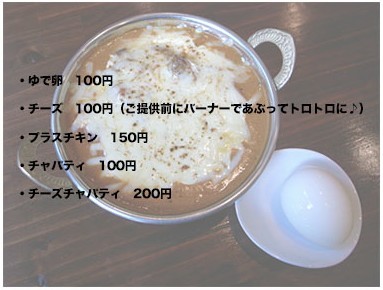 ・ゆで卵　100円
・チーズ　100円（ご提供前にバーナーであぶってトロトロに♪）
・プラスチキン　150円
・チャパティ　100円
・チーズチャパティ　200円